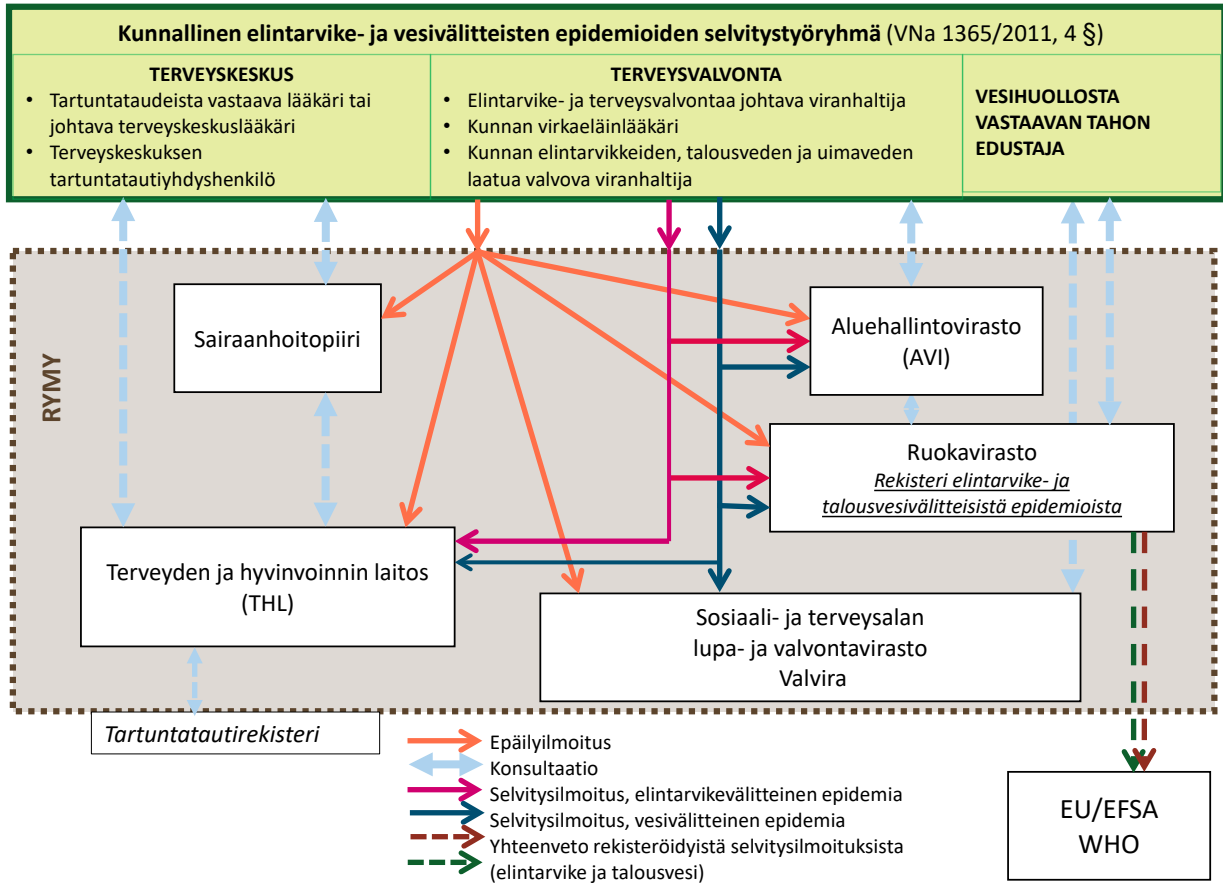 Kunnallinen elintarvike- ja vesivälitteisten epidemioiden selvitystyöryhmä (VNa 1365/2011, 4 §)
TERVEYSKESKUS
• Tartuntataudeista vastaava lääkäri tai
johtava terveyskeskuslääkäri
• Terveyskeskuksen
tartuntatautiyhdyshenkilö
TERVEYSVALVONTA
• Elintarvike- ja terveysvalvontaa johtava viranhaltija
• Kunnan virkaeläinlääkäri
• Kunnan elintarvikkeiden, talousveden ja uimaveden
laatua valvova viranhaltija
VESIHUOLLOSTA
VASTAAVAN TAHON
EDUSTAJA
RYMY
Sairaanhoitopiiri
Aluehallintovirasto
(AVI)
Ruokavirasto
Rekisteri elintarvike- ja
talousvesivälitteisistä epidemioista
Terveyden ja hyvinvoinnin laitos
(THL)
Sosiaali- ja terveysalan
lupa- ja valvontavirasto
Valvira
Tartuntatautirekisteri
Epäilyilmoitus
Konsultaatio
Selvitysilmoitus, elintarvikevälitteinen epidemia
Selvitysilmoitus, vesivälitteinen epidemia
Yhteenveto rekisteröidyistä selvitysilmoituksista
(elintarvike ja talousvesi)
EU/EFSA
WHO